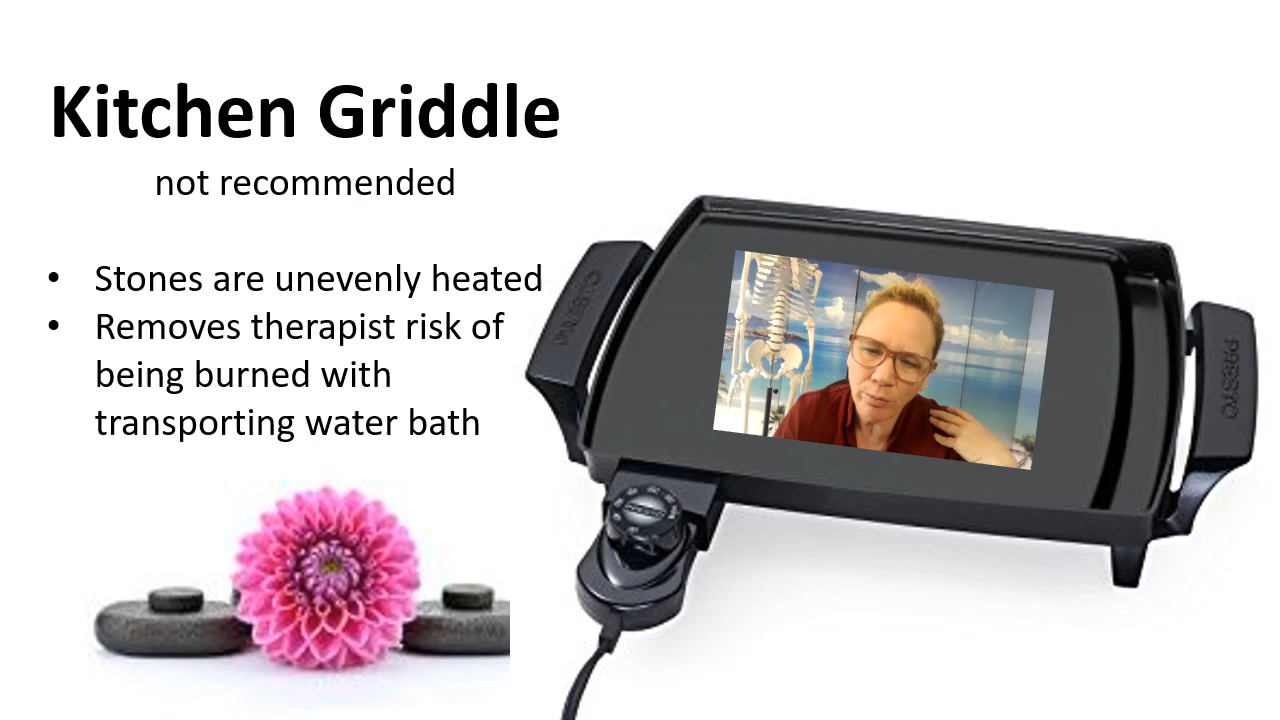 Kitchen Griddle
not recommended
• Stones are unevenly heated
• Removes therapist risk of
being burned with
transporting water bath
PRESTO
PRESTO